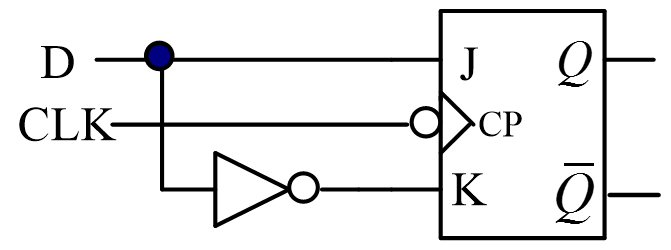 D J Q
CLK CP
K Q̅